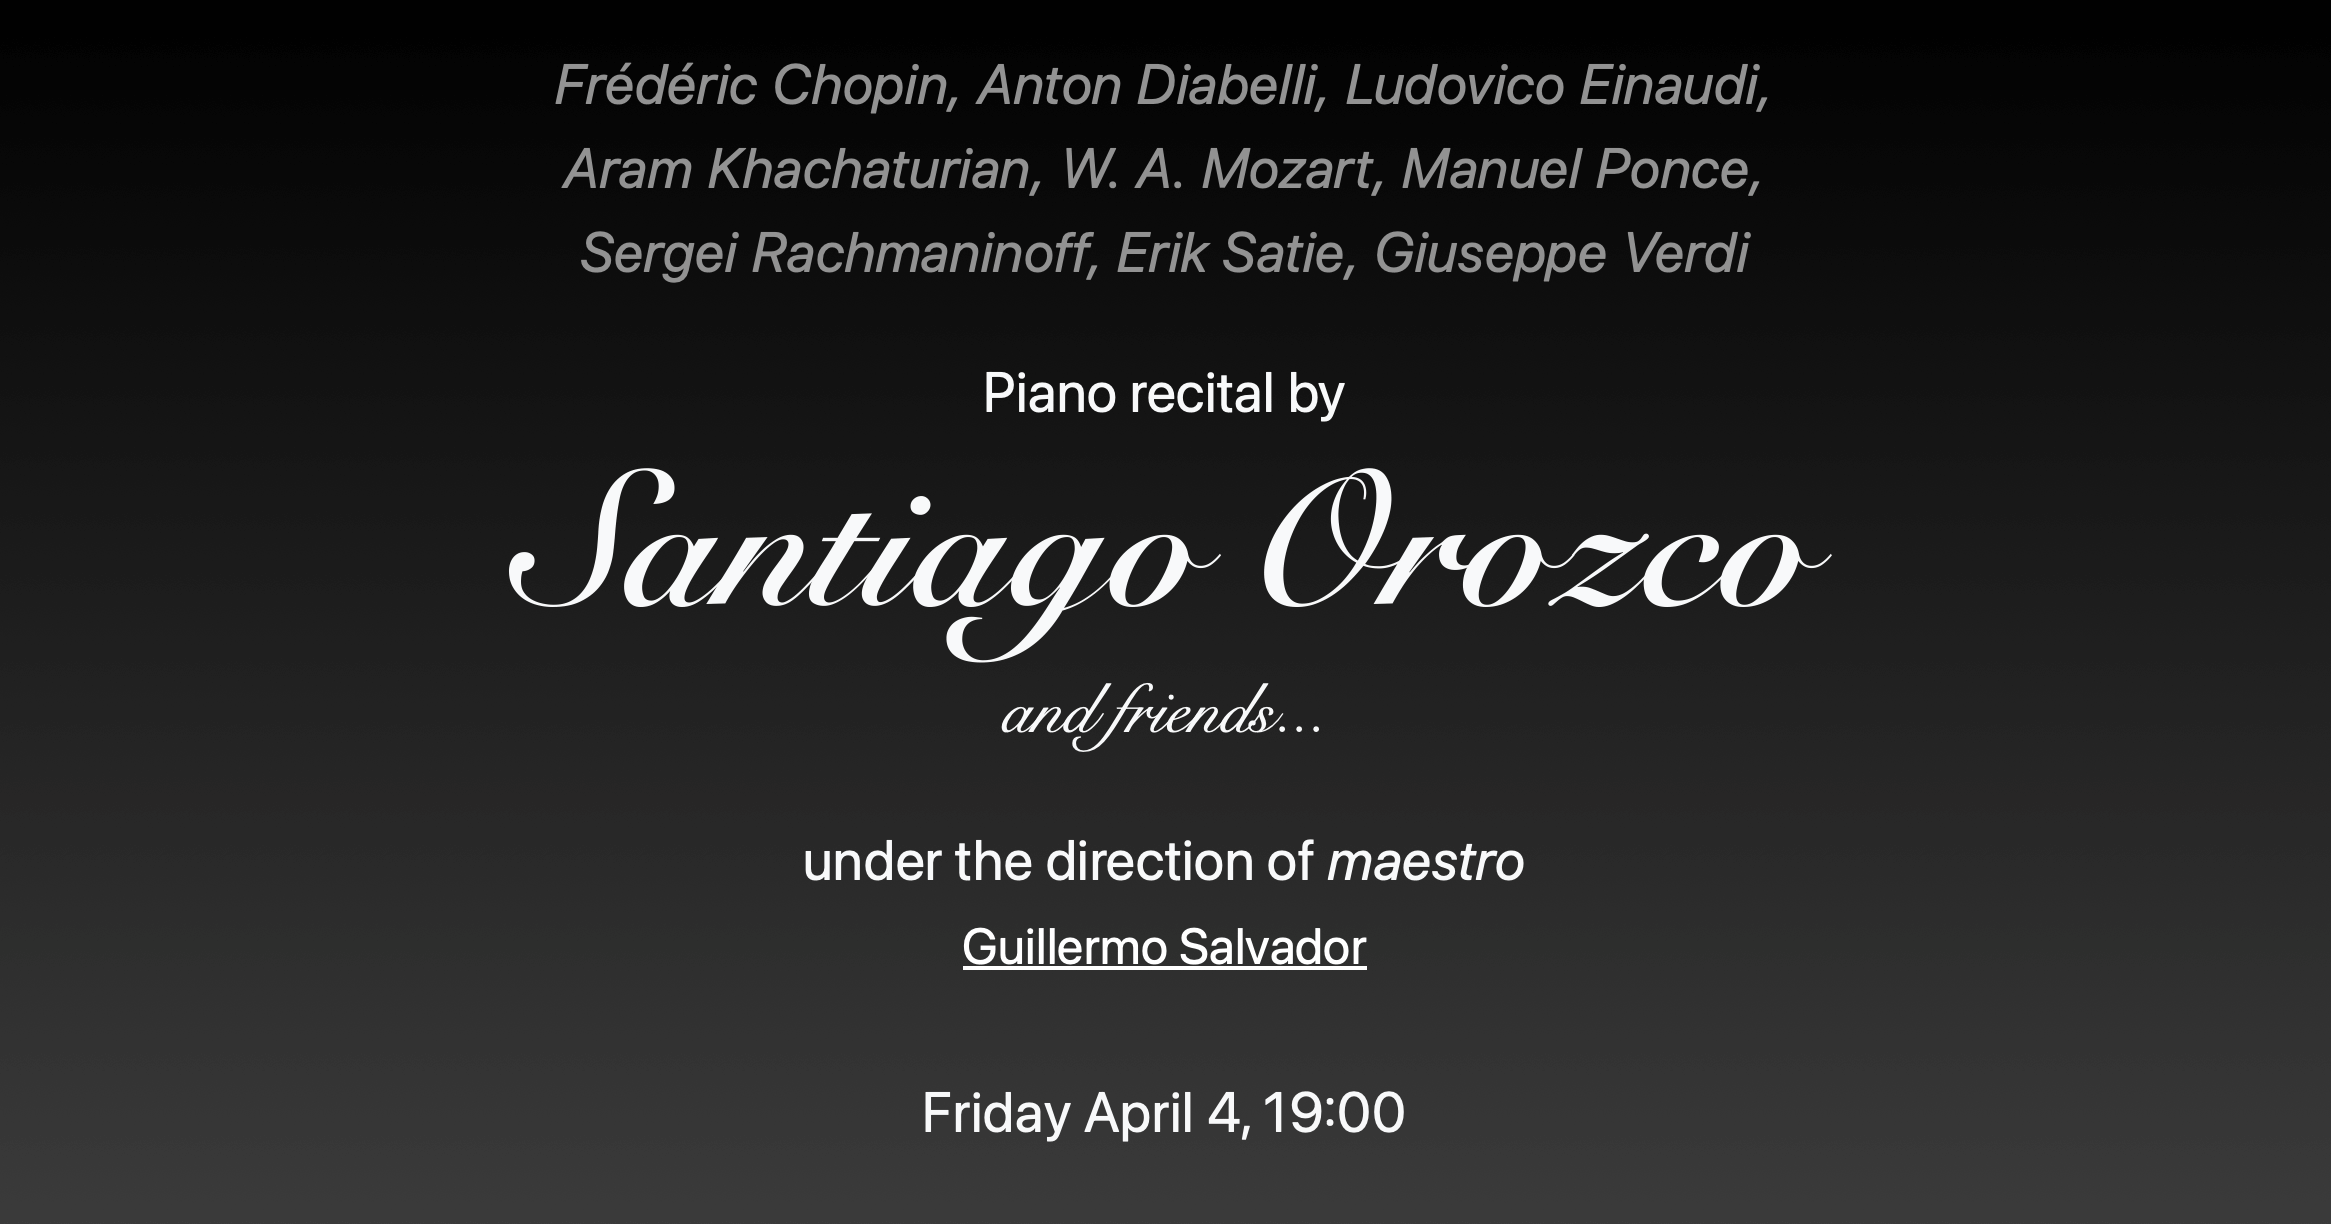 Frédéric Chopin, Anton Diabelli, Ludovico Einaudi,
Aram Khachaturian, W. A. Mozart, Manuel Ponce,
Sergei Rachmaninoff, Erik Satie, Giuseppe Verdi
Piano recital by
Santiago Orozco
and friends...
under the direction of maestro
Guillermo Salvador
Friday April 4, 19:00